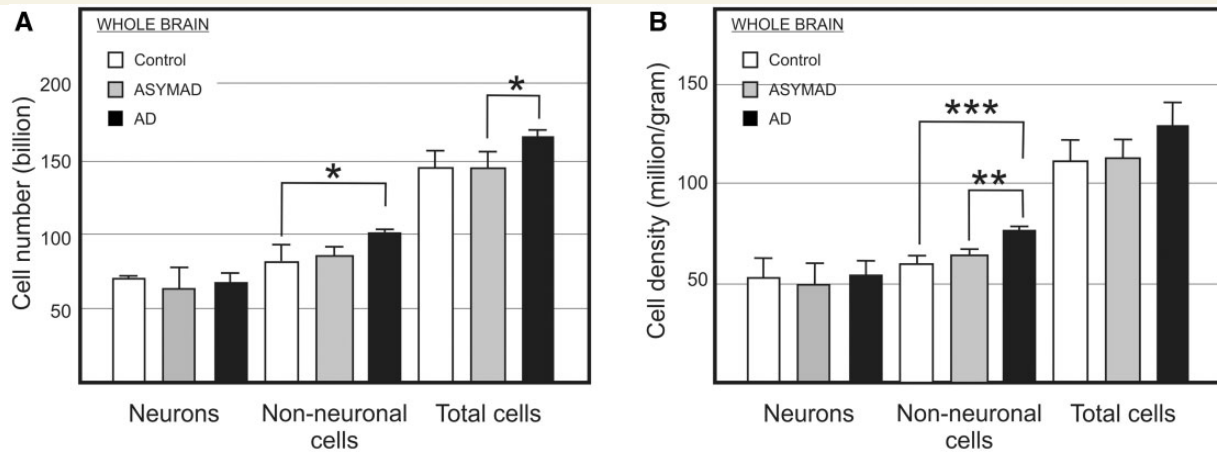 A
WHOLE BRAIN
Control
ASYMAD
AD
Cell number (billion)
200
150
100
50
*
*
Neurons
Non-neuronal
cells
Total cells
B
WHOLE BRAIN
Control
ASYMAD
AD
Cell density (million/gram)
150
100
50
***
**
Neurons
Non-neuronal
cells
Total cells